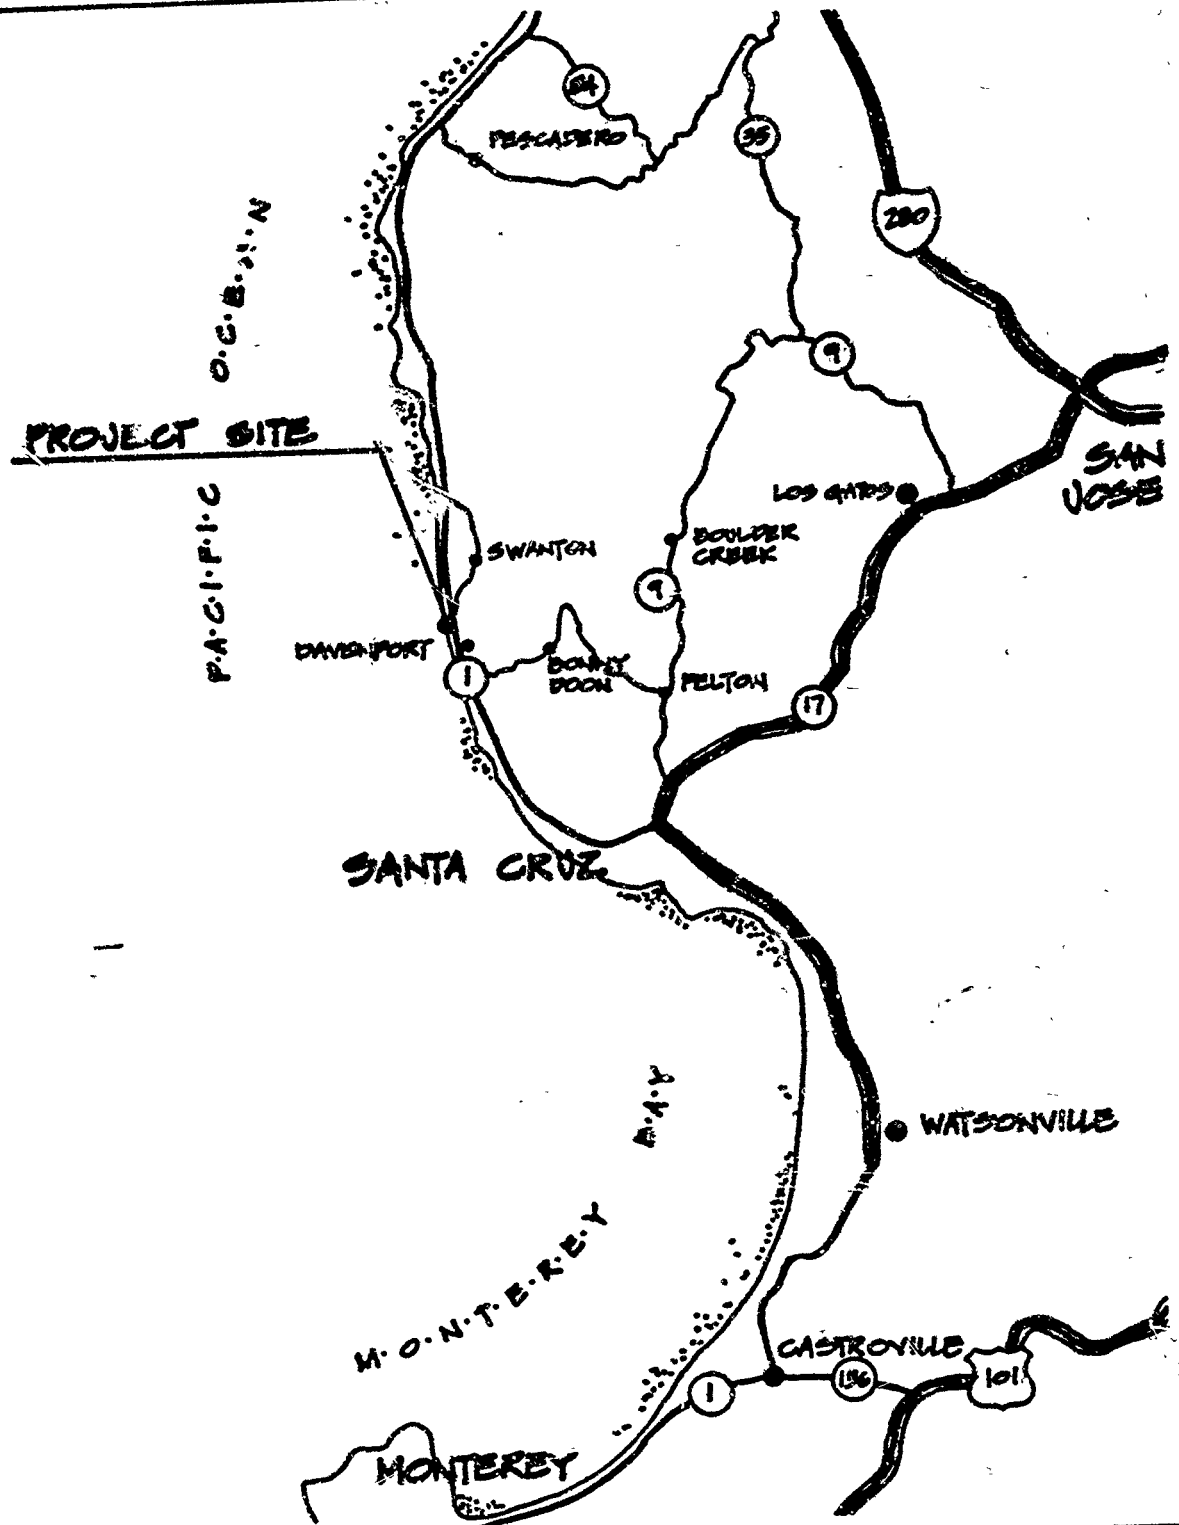 84
PESCADERO
35
280
O·C·E·A·N
9
PROJECT SITE
SAN
JOSE
LOS GATOS
P·A·C·I·F·I·C
SWANTON
BOULDER
CREEK
9
DAVENPORT
BONNY
DOON
FELTON
1
17
SANTA CRUZ
B·A·Y
WATSONVILLE
M·O·N·T·E·R·E·Y
CASTROVILLE
1
156
101
MONTEREY